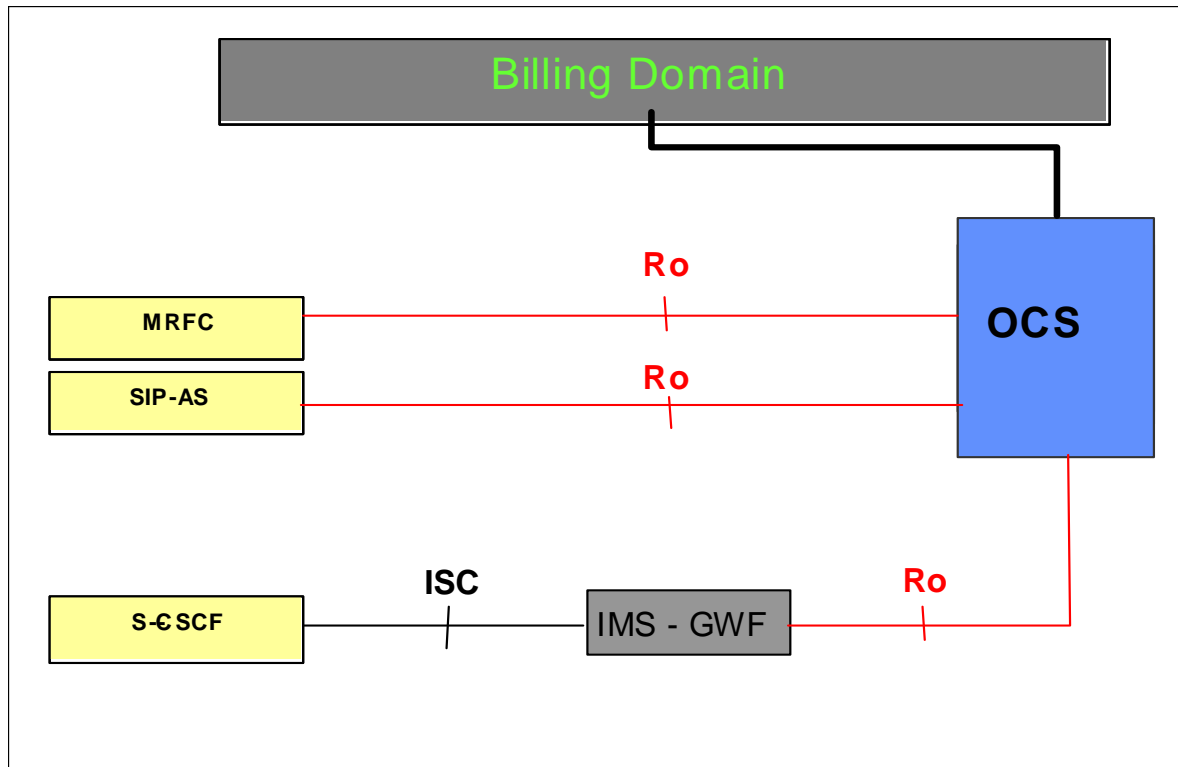 Billing Domain
Ro
MRFC
OCS
Ro
SIP-AS
ISC
Ro
S-CSCF
IMS - GWF